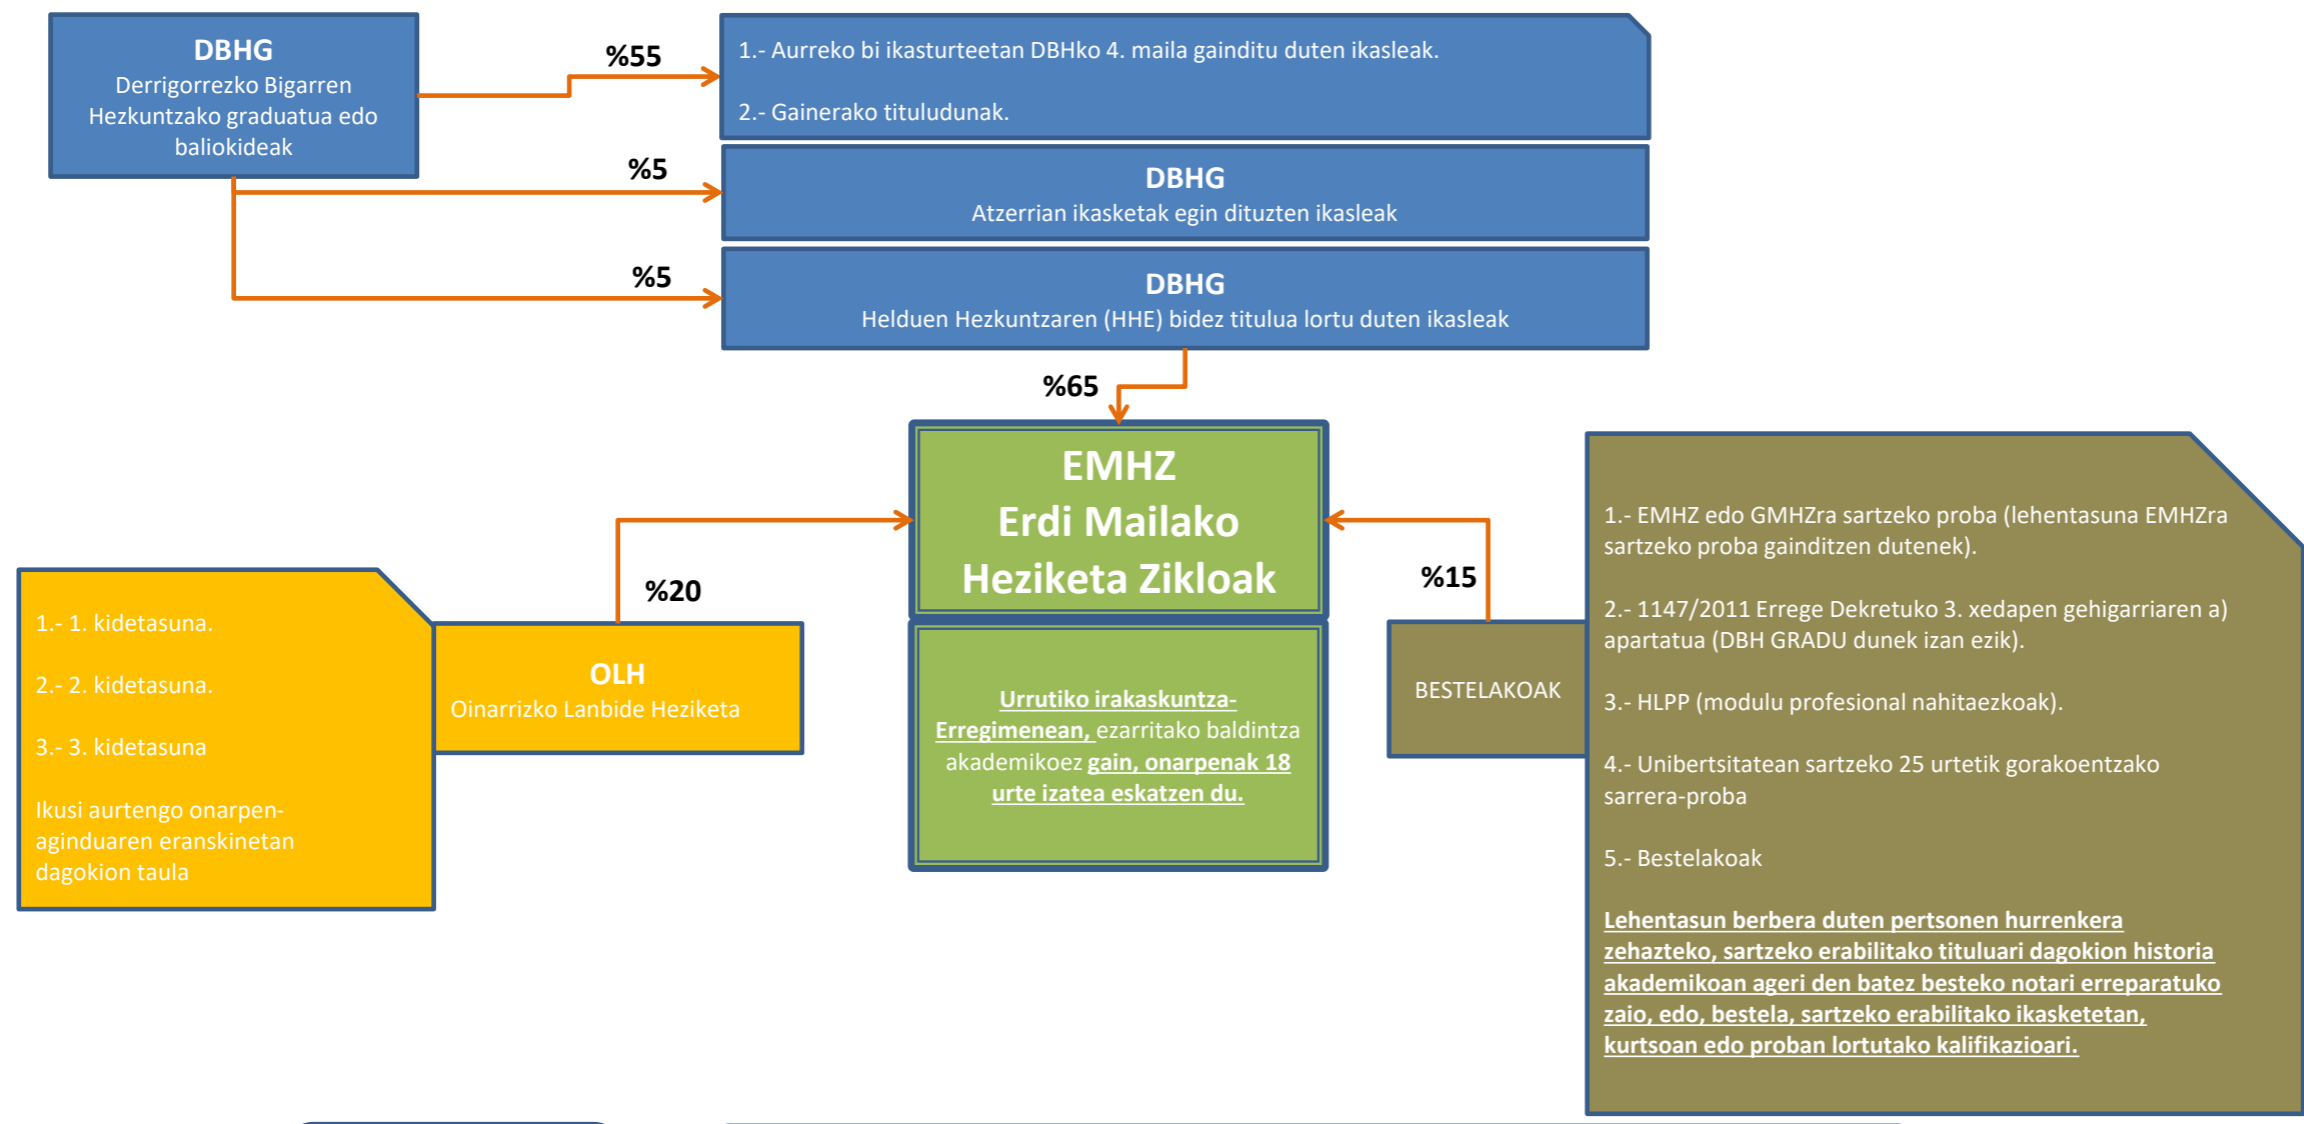 DBHG
Derrigorrezko Bigarren
Hezkuntzako graduatua edo
baliokideak
%55
1.- Aurreko bi ikasturteetan DBHko 4. maila gainditu duten ikasleak.
2.- Gainerako tituludunak.
%5
DBHG
Atzerrian ikasketak egin dituzten ikasleak
%5
DBHG
Helduen Hezkuntzaren (HHE) bidez titulua lortu duten ikasleak
%65
EMHZ
Erdi Mailako
Heziketa Zikloak
Urrutiko irakaskuntza-
Erregimenean, ezarritako baldintza
akademikoez gain, onarpenak 18
urte izatea eskatzen du.
%20
1.- 1. kidetasuna.
2.- 2. kidetasuna.
3.- 3. kidetasuna
Ikusi aurtengo onarpen-
aginduaren eranskinetan
dagokion taula
OLH
Oinarrizko Lanbide Heziketa
%15
BESTELAKOAK
1.- EMHZ edo GMHZra sartzeko proba (lehentasuna EMHZra
sartzeko proba gainditzen dutenek).
2.- 1147/2011 Errege Dekretuko 3. xedapen gehigarriaren a)
apartatua (DBH GRADU dunek izan ezik).
3.- HLPP (modulu profesional nahitaezkoak).
4.- Unibertsitatean sartzeko 25 urtetik gorakoentzako
sarrera-proba
5.- Bestelakoak
Lehentasun berbera duten pertsonen hurrenkera
zehazteko, sartzeko erabilitako tituluari dagokion historia
akademikoan ageri den batez besteko notari erreparatuko
zaio, edo, bestela, sartzeko erabilitako ikasketetan,
kurtsoan edo proban lortutako kalifikazioari.